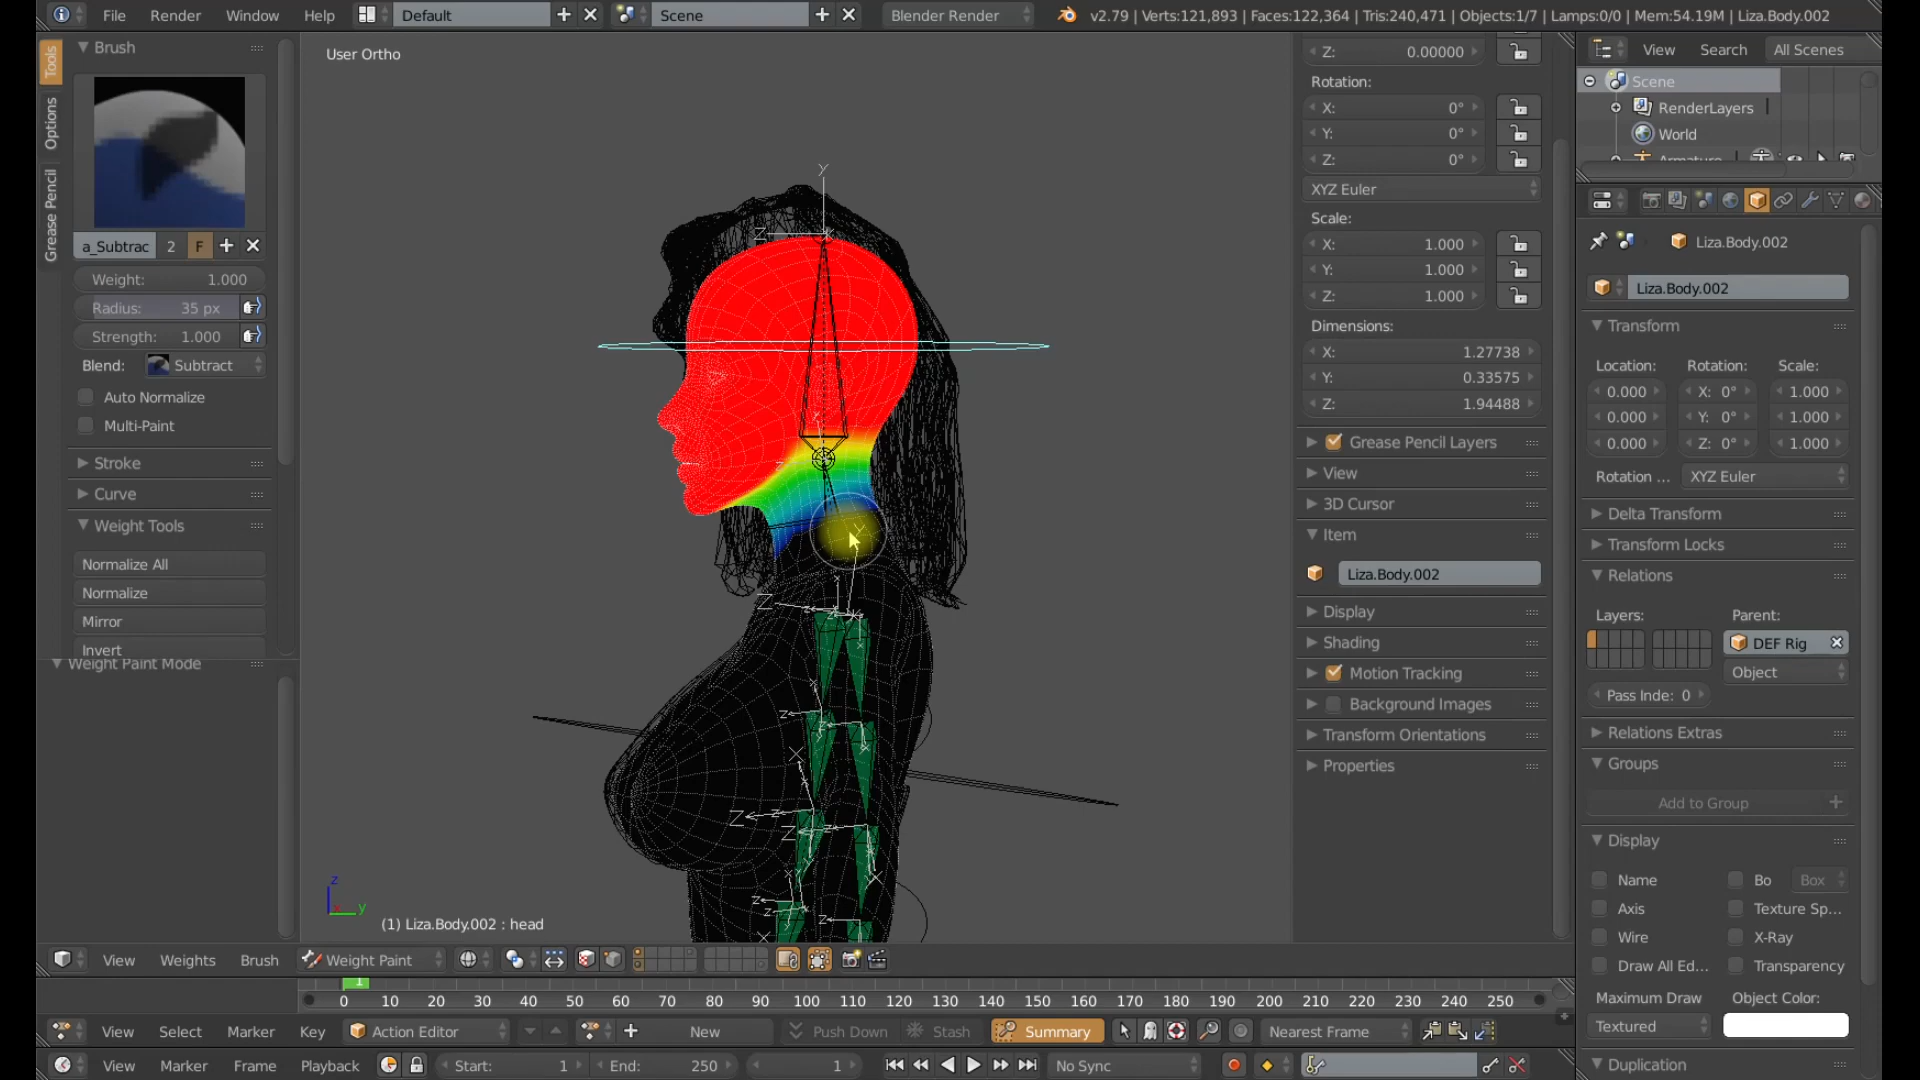 File Render Window Help Default Scene Blender Render v2.79 | Verts:121,893 | Faces:122,364 | Tris:240,471 | Objects:1/7 | Lamps:0/0 | Mem:54.19M | Liza.Body.002
Tools
Options
Grease Pencil
Brush
a_Subtrac 2 F
Weight: 1.000
Radius: 35 px
Strength: 1.000
Blend: Subtract
Auto Normalize
Multi-Paint
Stroke
Curve
Weight Tools
Normalize All
Normalize
Mirror
Invert
Weight Paint Mode
User Ortho
(1) Liza.Body.002 : head
Z: 0.00000
Rotation:
X: 0°
Y: 0°
Z: 0°
XYZ Euler
Scale:
X: 1.000
Y: 1.000
Z: 1.000
Dimensions:
X: 1.27738
Y: 0.33575
Z: 1.94488
Grease Pencil Layers
View
3D Cursor
Item
Liza.Body.002
Display
Shading
Motion Tracking
Background Images
Transform Orientations
Properties
View Search All Scenes
Scene
RenderLayers
World
Armature
Liza.Body.002
Liza.Body.002
Transform
Location: Rotation: Scale:
0.000 X: 0° 1.000
0.000 Y: 0° 1.000
0.000 Z: 0° 1.000
Rotation ... XYZ Euler
Delta Transform
Transform Locks
Relations
Layers: Parent:
DEF Rig
Object
Pass Inde: 0
Relations Extras
Groups
Add to Group
Display
Name Bo Box
Axis Texture Sp...
Wire X-Ray
Draw All Ed... Transparency
Maximum Draw Object Color:
Textured
Duplication
View Weights Brush Weight Paint
1
0 10 20 30 40 50 60 70 80 90 100 110 120 130 140 150 160 170 180 190 200 210 220 230 240 250
View Select Marker Key Action Editor New Push Down Stash Summary Nearest Frame
View Marker Frame Playback Start: 1 End: 250 1 No Sync